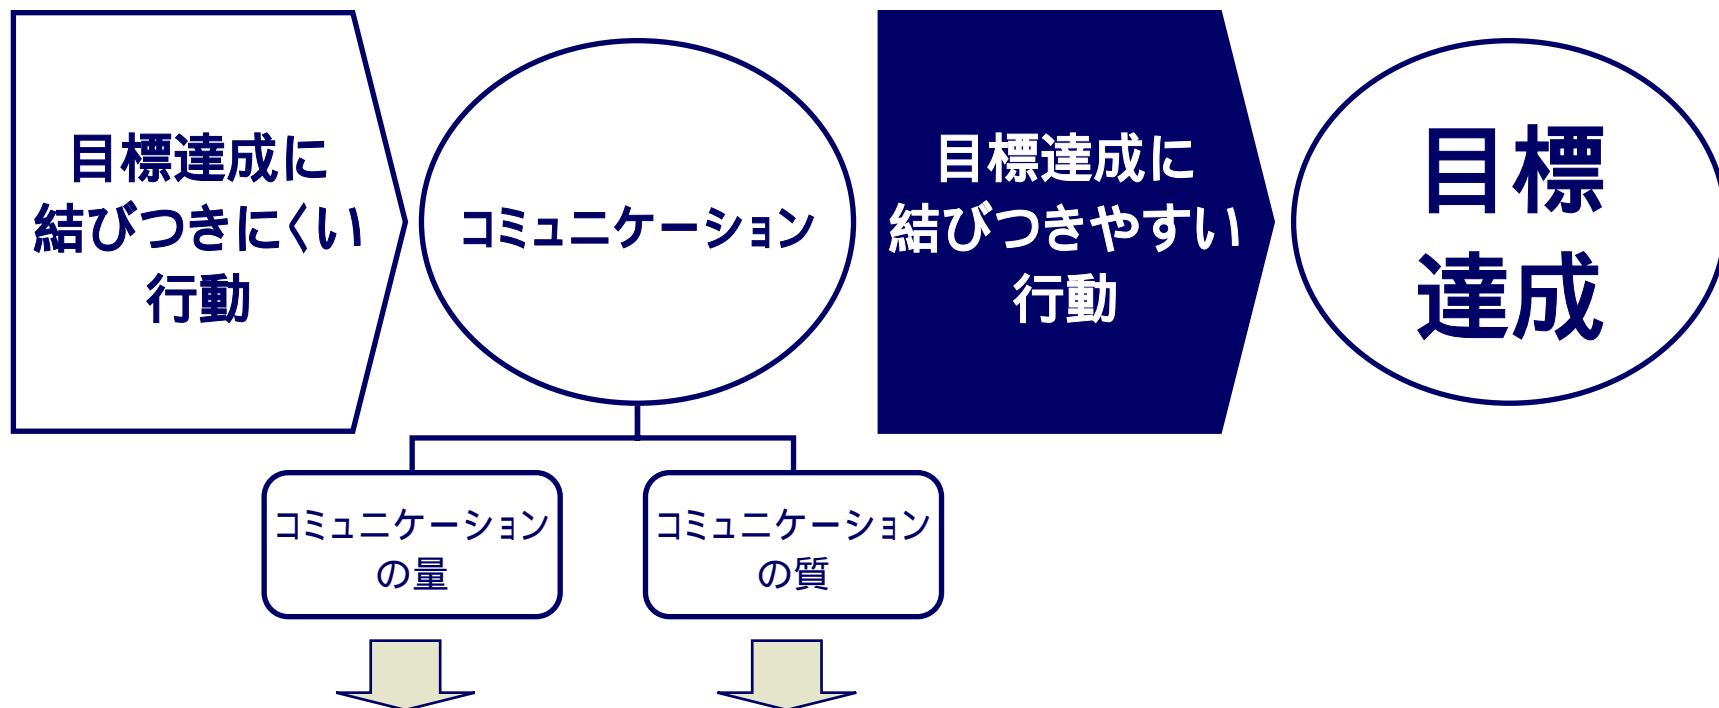 目標達成に
結びつきにくい
行動
コミュニケーション
目標達成に
結びつきやすい
行動
目標
達成
コミュニケーション
の量
コミュニケーション
の質